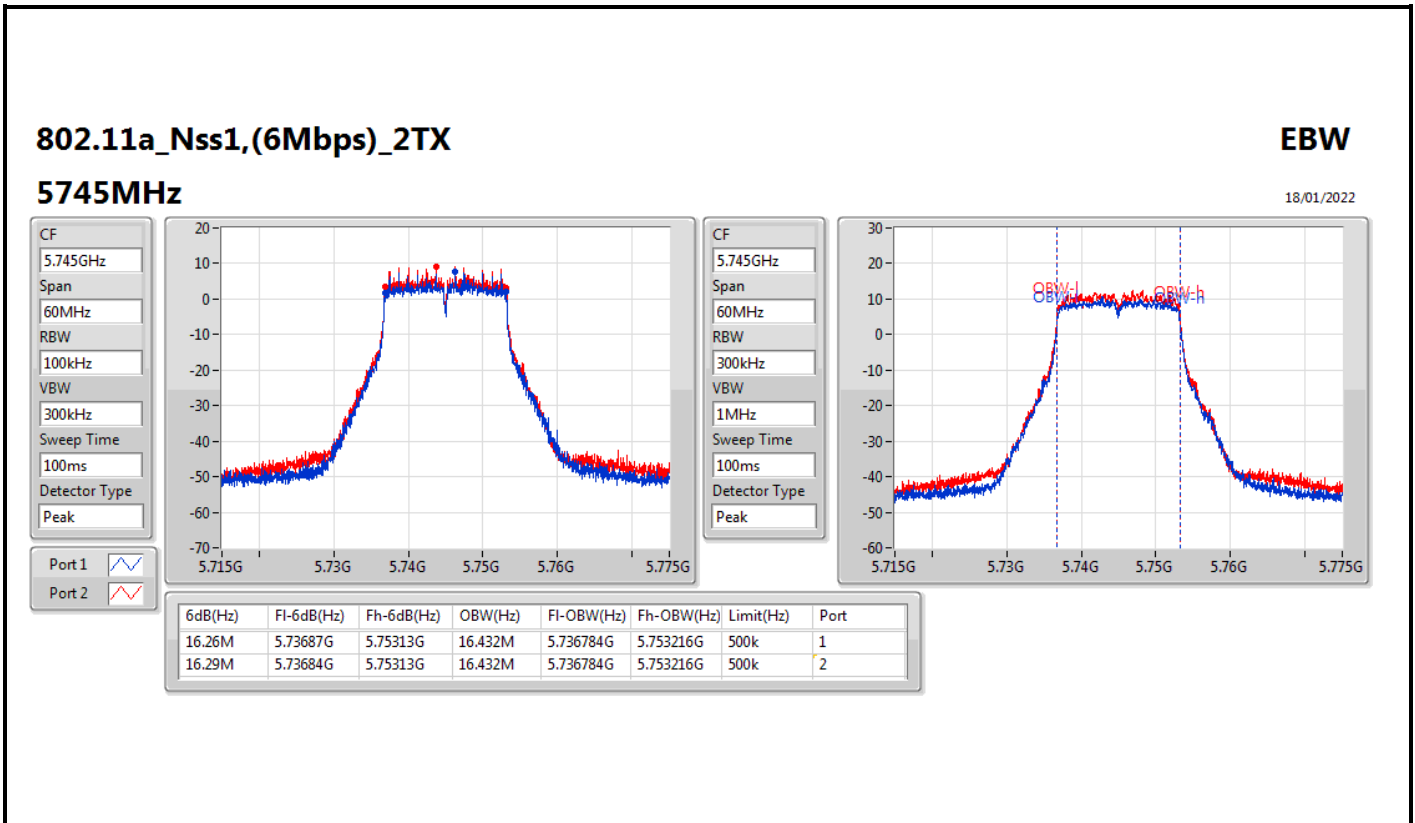 802.11a_Nss1,(6Mbps)_2TX
EBW
5745MHz
18/01/2022
CF
5.745GHz
Span
60MHz
RBW
100kHz
VBW
300kHz
Sweep Time
100ms
Detector Type
Peak
Port 1
Port 2
20
10
0
-10
-20
-30
-40
-50
-60
-70
5.715G 5.73G 5.74G 5.75G 5.76G 5.775G
CF
5.745GHz
Span
60MHz
RBW
300kHz
VBW
1MHz
Sweep Time
100ms
Detector Type
Peak
30
20
10
0
-10
-20
-30
-40
-50
-60
OBW-l OBW-h
OBW-l OBW-h
5.715G 5.73G 5.74G 5.75G 5.76G 5.775G
6dB(Hz) Fl-6dB(Hz) Fh-6dB(Hz) OBW(Hz) Fl-OBW(Hz) Fh-OBW(Hz) Limit(Hz) Port
16.26M 5.73687G 5.75313G 16.432M 5.736784G 5.753216G 500k 1
16.29M 5.73684G 5.75313G 16.432M 5.736784G 5.753216G 500k 2